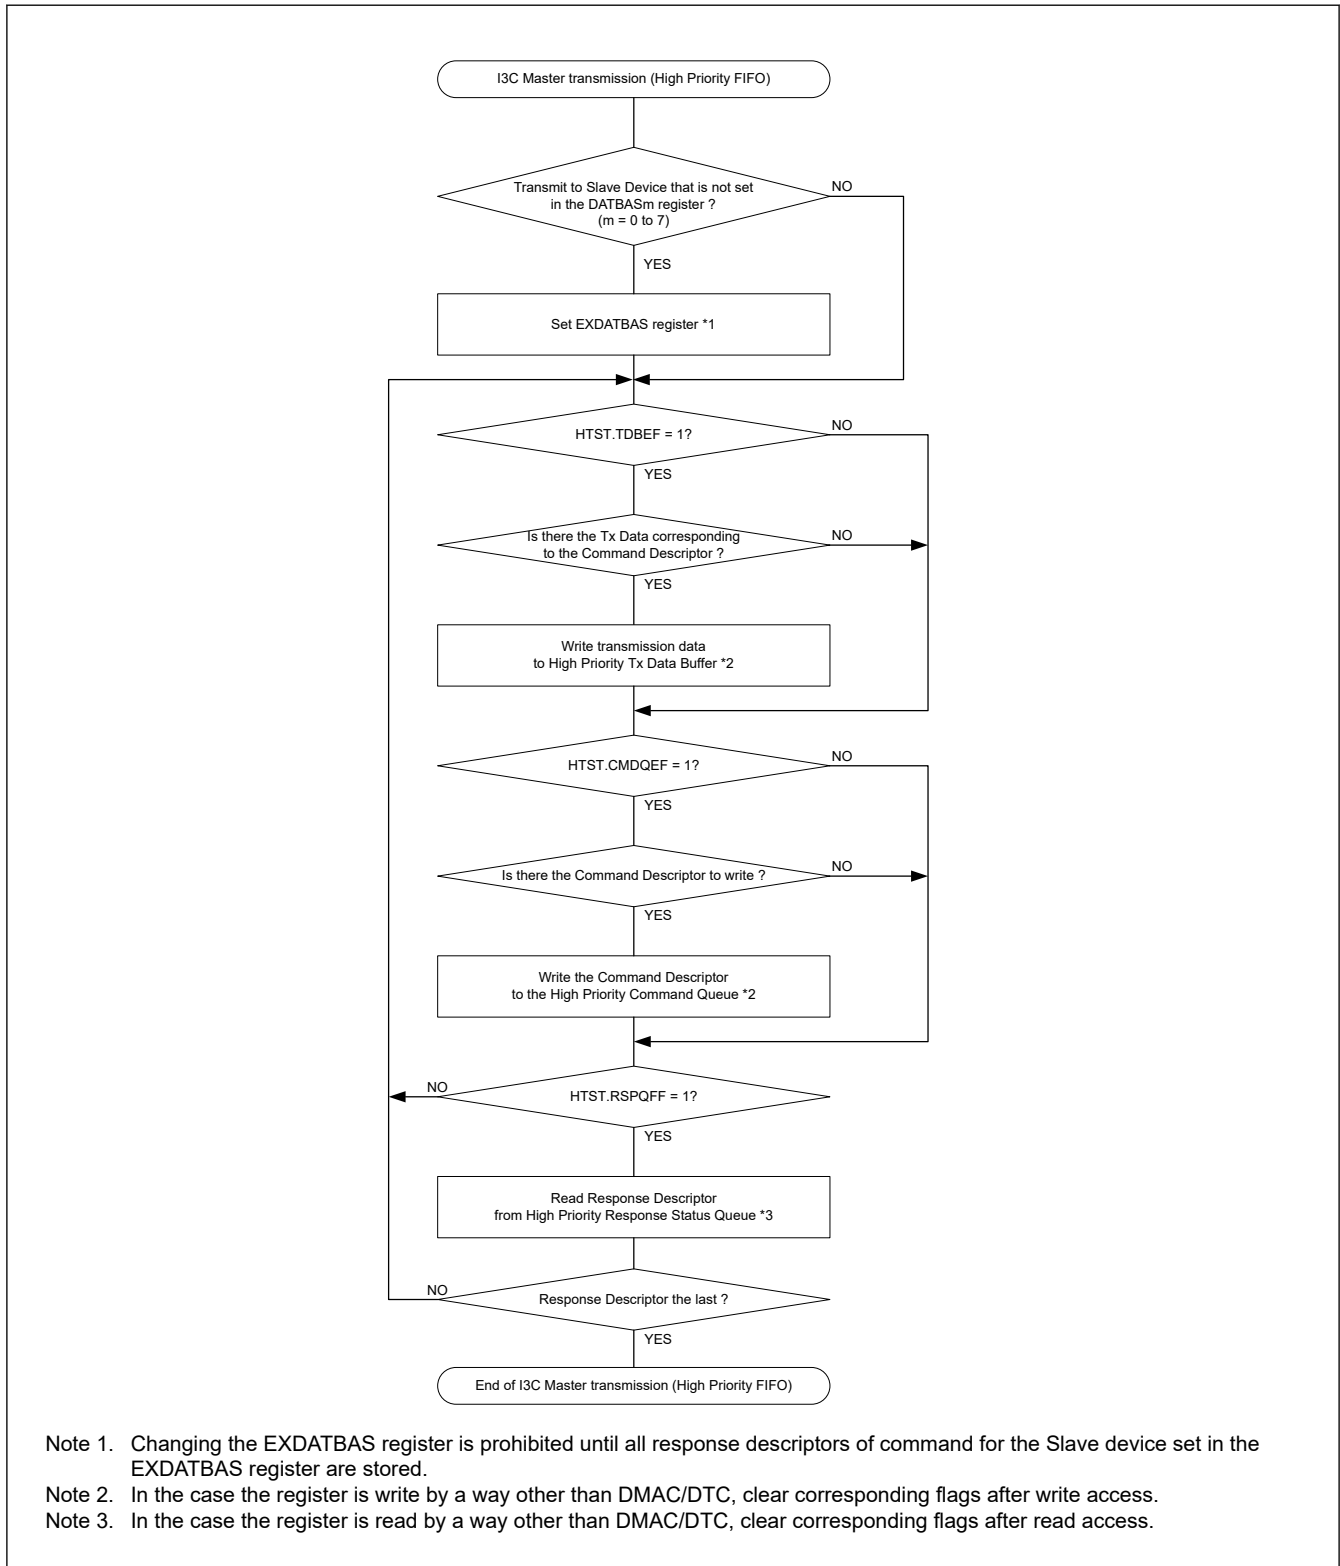 I3C Master transmission (High Priority FIFO)
Transmit to Slave Device that is not set
in the DATBASm register ?
(m = 0 to 7)
NO
YES
Set EXDATBAS register *1
HTST.TDBEF = 1?
NO
YES
Is there the Tx Data corresponding
to the Command Descriptor ?
NO
YES
Write transmission data
to High Priority Tx Data Buffer *2
HTST.CMDQEF = 1?
NO
YES
Is there the Command Descriptor to write ?
NO
YES
Write the Command Descriptor
to the High Priority Command Queue *2
NO
HTST.RSPQFF = 1?
YES
Read Response Descriptor
from High Priority Response Status Queue *3
NO
Response Descriptor the last ?
YES
End of I3C Master transmission (High Priority FIFO)
Note 1. Changing the EXDATBAS register is prohibited until all response descriptors of command for the Slave device set in the
EXDATBAS register are stored.
Note 2. In the case the register is write by a way other than DMAC/DTC, clear corresponding flags after write access.
Note 3. In the case the register is read by a way other than DMAC/DTC, clear corresponding flags after read access.